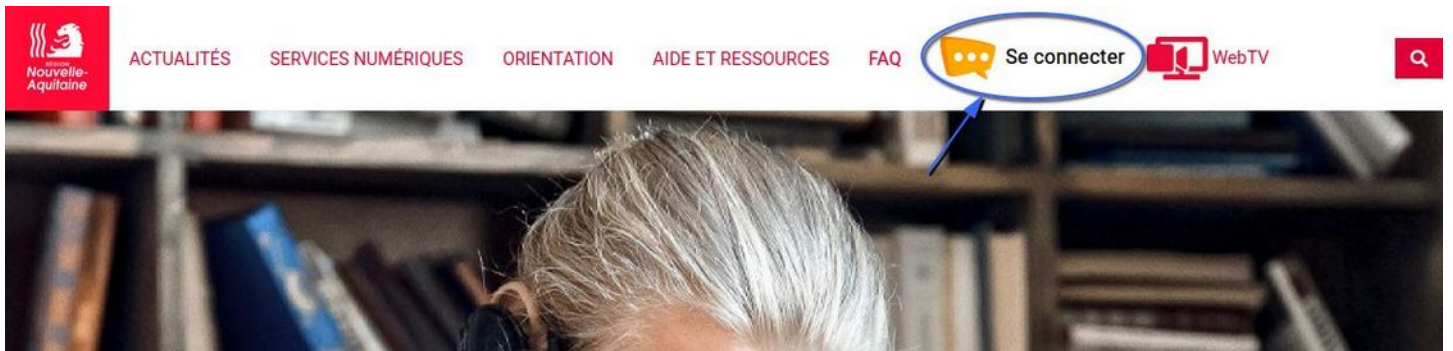 RÉGION
Nouvelle-
Aquitaine
ACTUALITÉS SERVICES NUMÉRIQUES ORIENTATION AIDE ET RESSOURCES FAQ Se connecter WebTV